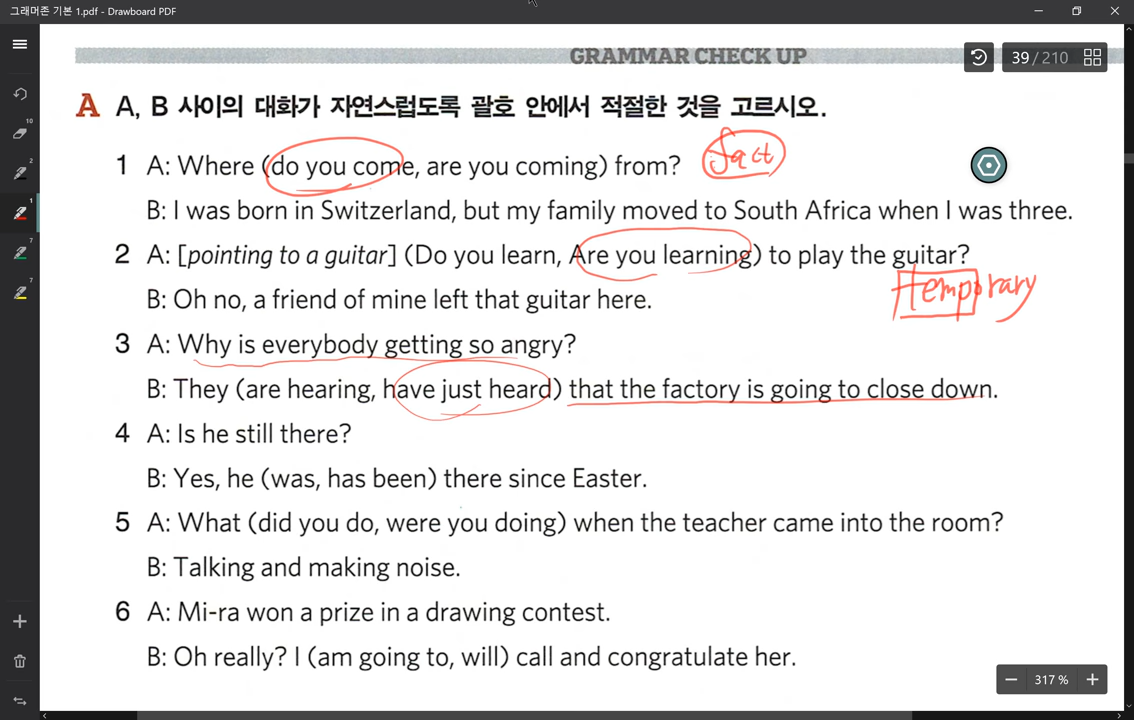 그래머존 기본 1.pdf - Drawboard PDF
GRAMMAR CHECK UP
39 / 210
A A, B 사이의 대화가 자연스럽도록 괄호 안에서 적절한 것을 고르시오.
1 A: Where (do you come, are you coming) from?
fact
B: I was born in Switzerland, but my family moved to South Africa when I was three.
2 A: [pointing to a guitar] (Do you learn, Are you learning) to play the guitar?
temporary
B: Oh no, a friend of mine left that guitar here.
3 A: Why is everybody getting so angry?
B: They (are hearing, have just heard) that the factory is going to close down.
4 A: Is he still there?
B: Yes, he (was, has been) there since Easter.
5 A: What (did you do, were you doing) when the teacher came into the room?
B: Talking and making noise.
6 A: Mi-ra won a prize in a drawing contest.
B: Oh really? I (am going to, will) call and congratulate her.
317 %
10
2
1
7
7